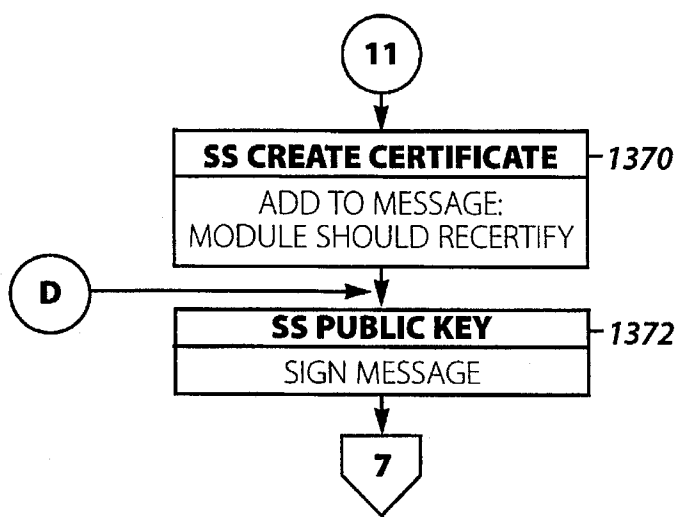 11
SS CREATE CERTIFICATE
1370
ADD TO MESSAGE:
MODULE SHOULD RECERTIFY
D
SS PUBLIC KEY
1372
SIGN MESSAGE
7